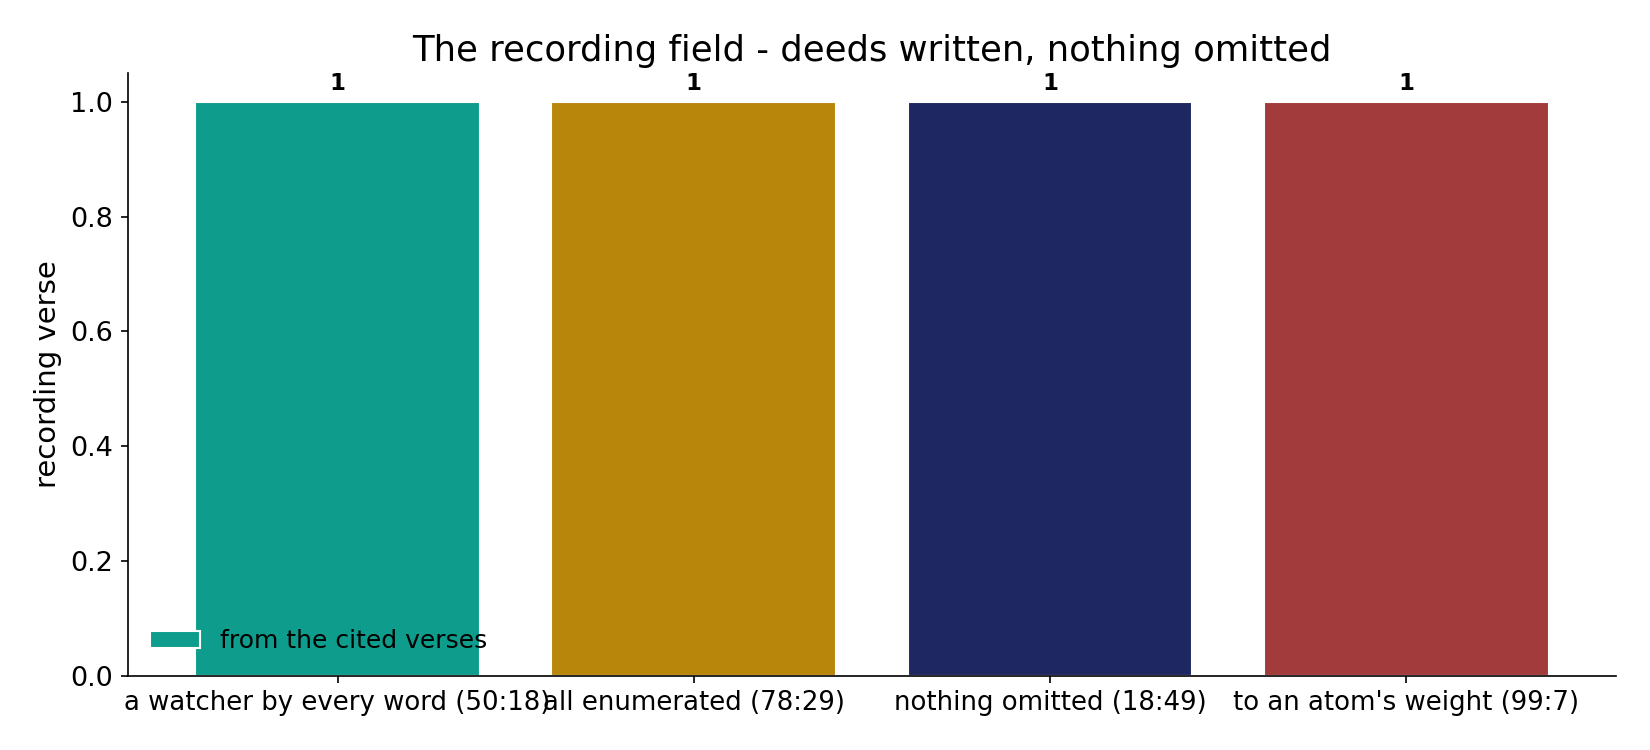 The recording field - deeds written, nothing omitted
1 1 1 1
recording verse
1.0
0.8
0.6
0.4
0.2
0.0
from the cited verses
a watcher by every word (50:18) all enumerated (78:29) nothing omitted (18:49) to an atom's weight (99:7)